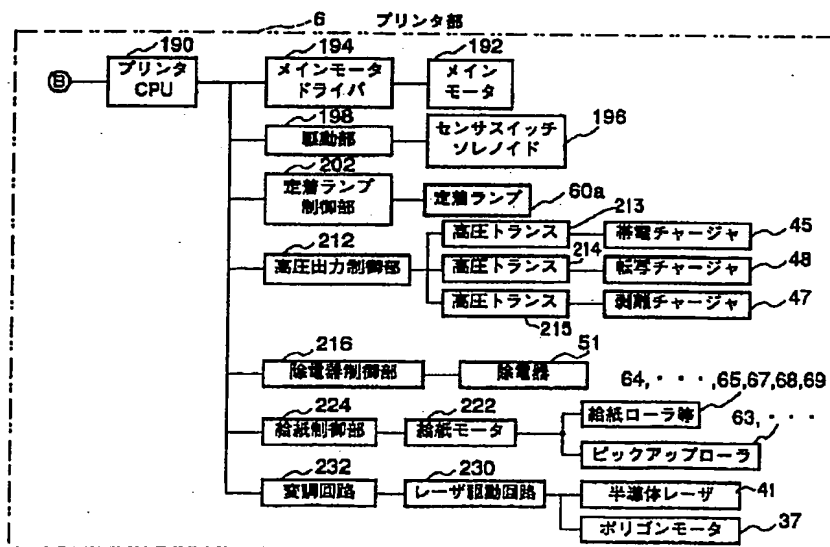 6 プリンタ部
190 194 192
B
プリンタ
CPU
メインモータ
ドライバ
メイン
モータ
198
駆動部
センサスイッチ
ソレノイド
196
202
定着ランプ
制御部
定着ランプ
60a
213
212
高圧出力制御部
高圧トランス
帯電チャージャ
45
214
高圧トランス
転写チャージャ
48
高圧トランス
剥離チャージャ
47
215
216
除電器制御部
51
除電器
64,・・・,65,67,68,69
224
給紙制御部
222
給紙モータ
給紙ローラ等
63,・・・
ピックアップローラ
232
変調回路
230
レーザ駆動回路
半導体レーザ
41
ポリゴンモータ
37